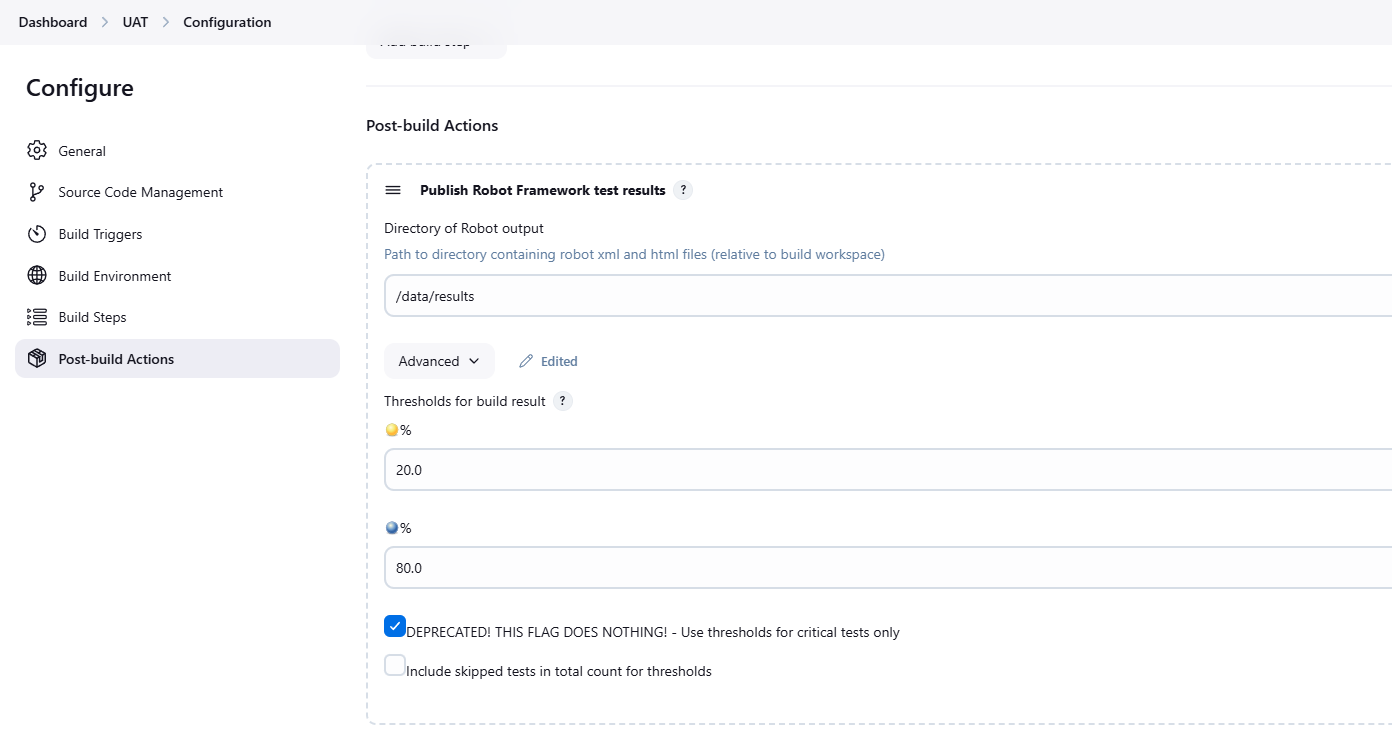 Dashboard > UAT > Configuration
Add build step
Configure
General
Source Code Management
Build Triggers
Build Environment
Build Steps
Post-build Actions
Post-build Actions
Publish Robot Framework test results ?
Directory of Robot output
Path to directory containing robot xml and html files (relative to build workspace)
/data/results
Advanced
Edited
Thresholds for build result ?
%
20.0
%
80.0
DEPRECATED! THIS FLAG DOES NOTHING! - Use thresholds for critical tests only
Include skipped tests in total count for thresholds